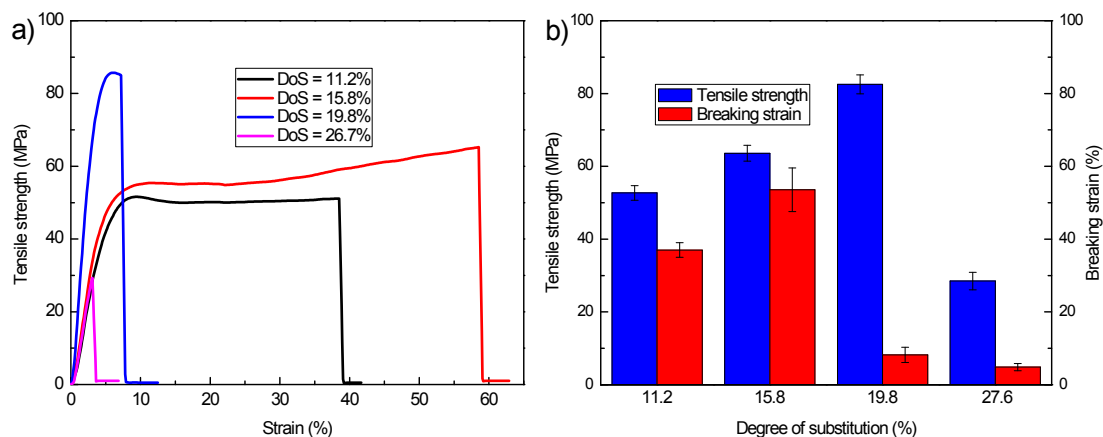 a)
Tensile strength (MPa)
100
80
60
40
20
0
DoS = 11.2%
DoS = 15.8%
DoS = 19.8%
DoS = 26.7%
0 10 20 30 40 50 60
Strain (%)
b)
Tensile strength (MPa)
100
80
60
40
20
0
Tensile strength
Breaking strain
100
80
60
40
20
0
Breaking strain (%)
11.2 15.8 19.8 27.6
Degree of substitution (%)